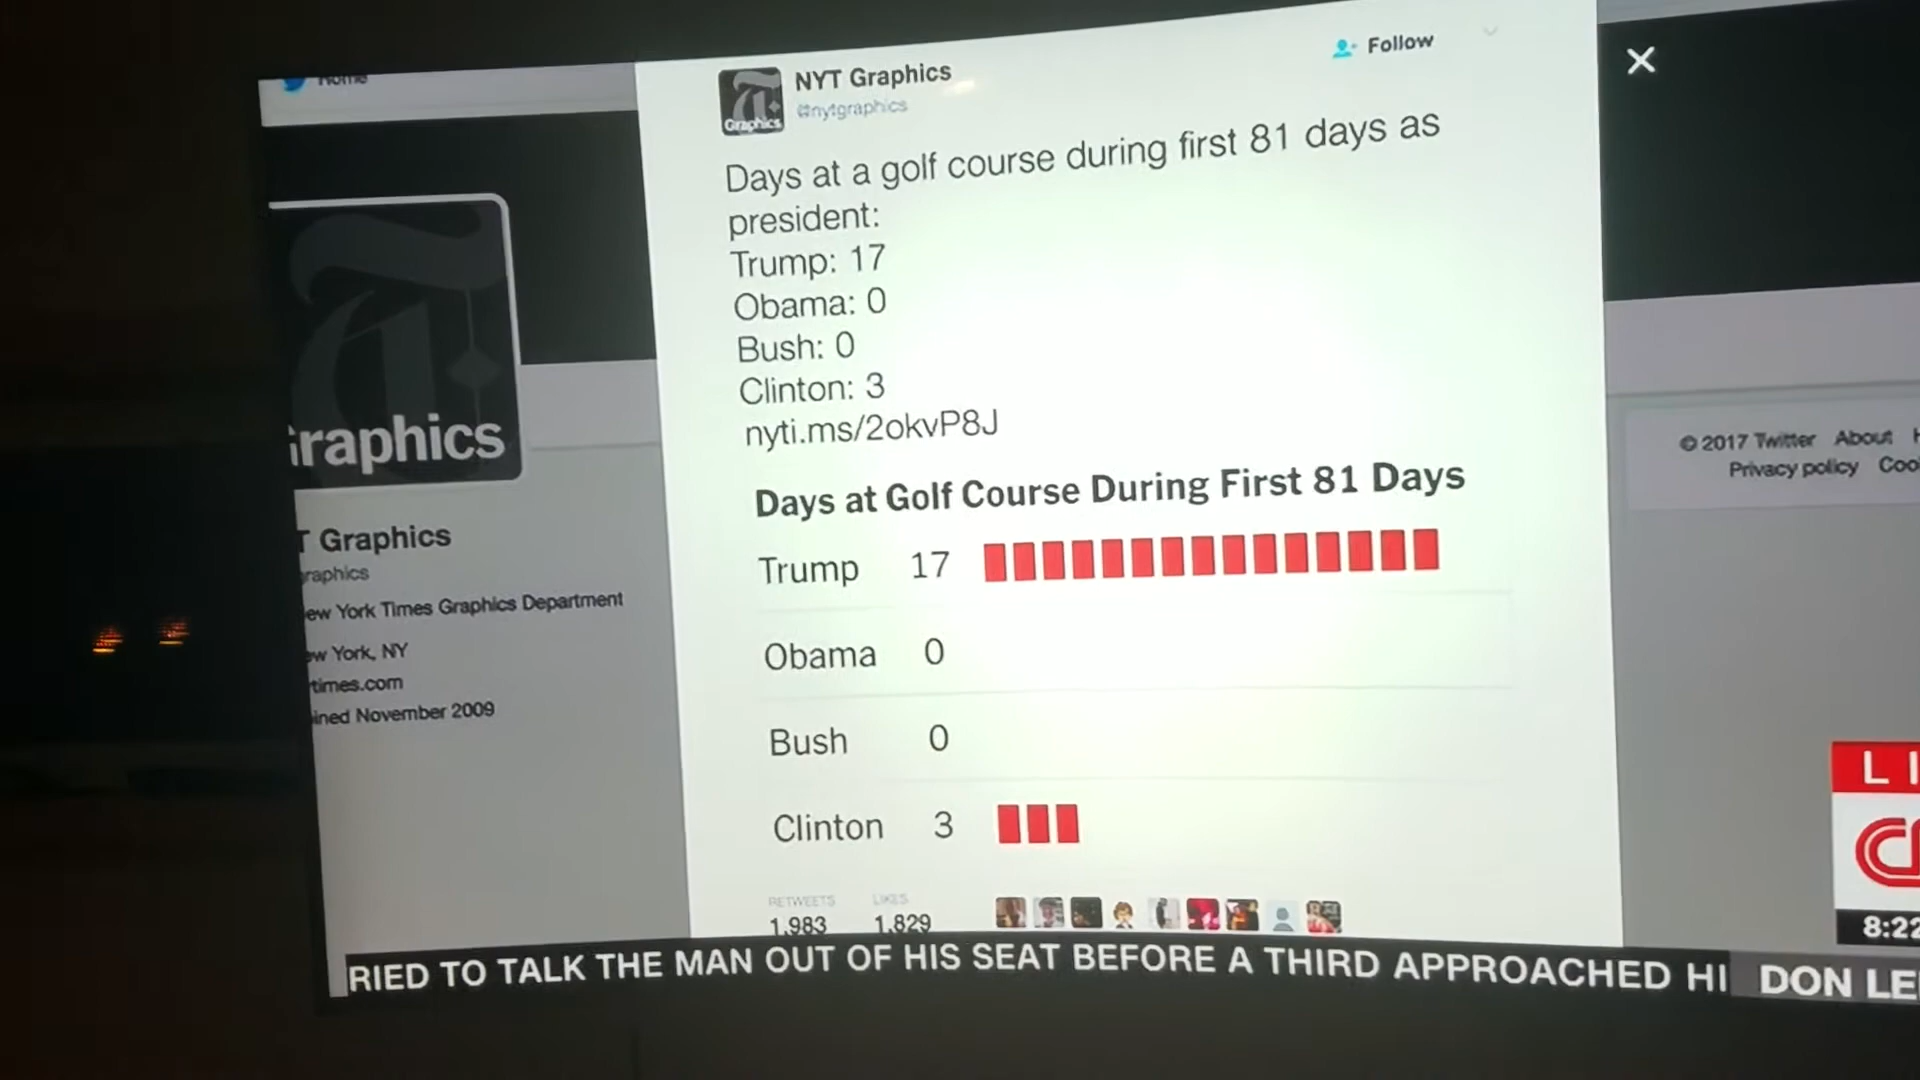 Home
NYT Graphics
@nytgraphics
Follow
Graphics
Days at a golf course during first 81 days as
president:
Trump: 17
Obama: 0
Bush: 0
Clinton: 3
nyti.ms/2okvP8J
Days at Golf Course During First 81 Days
Trump 17
Obama 0
Bush 0
Clinton 3
RETWEETS LIKES
1,983 1,829
raphics
T Graphics
raphics
ew York Times Graphics Department
ew York, NY
times.com
ined November 2009
© 2017 Twitter About
Privacy policy Coo
LI
CN
8:22
RIED TO TALK THE MAN OUT OF HIS SEAT BEFORE A THIRD APPROACHED HI
DON LE